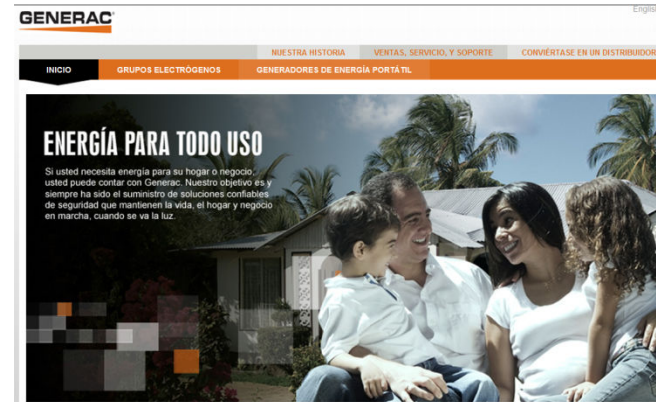 GENERAC
English
NUESTRA HISTORIA VENTAS, SERVICIO, Y SOPORTE CONVIÉRTASE EN UN DISTRIBUIDOR
INICIO GRUPOS ELECTRÓGENOS GENERADORES DE ENERGÍA PORTÁTIL
ENERGÍA PARA TODO USO
Si usted necesita energía para su hogar o negocio,
usted puede contar con Generac. Nuestro objetivo es y
siempre ha sido el suministro de soluciones confiables
de seguridad que mantienen la vida, el hogar y negocio
en marcha, cuando se va la luz.